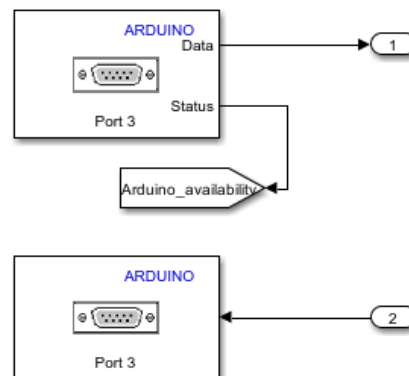 ARDUINO
Data
1
Status
Port 3
Arduino_availability
ARDUINO
2
Port 3